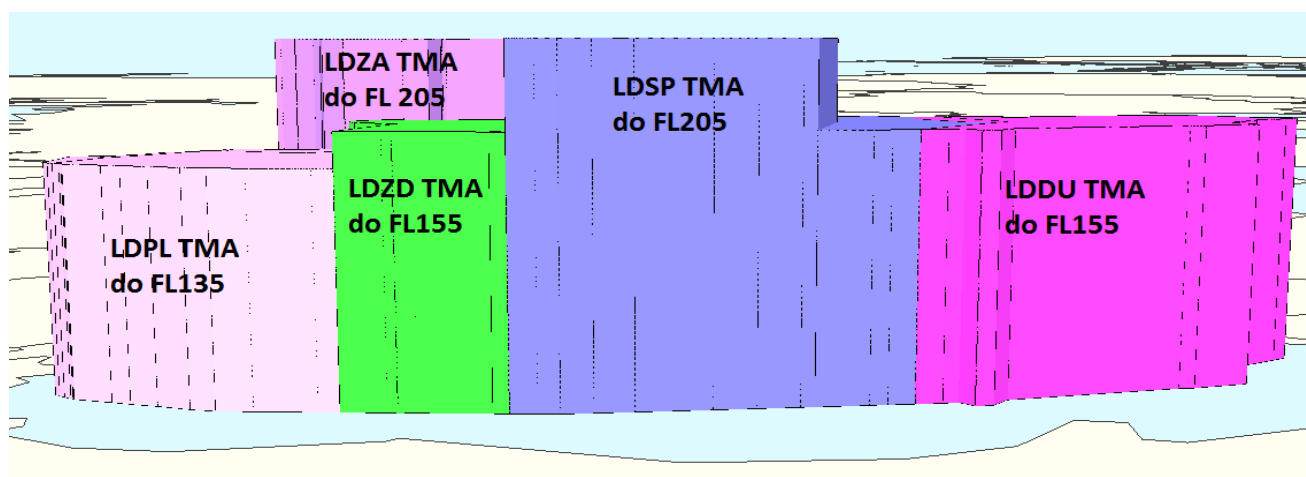 LDZA TMA
do FL 205
LDSP TMA
do FL205
LDZD TMA
do FL155
LDDU TMA
do FL155
LDPL TMA
do FL135